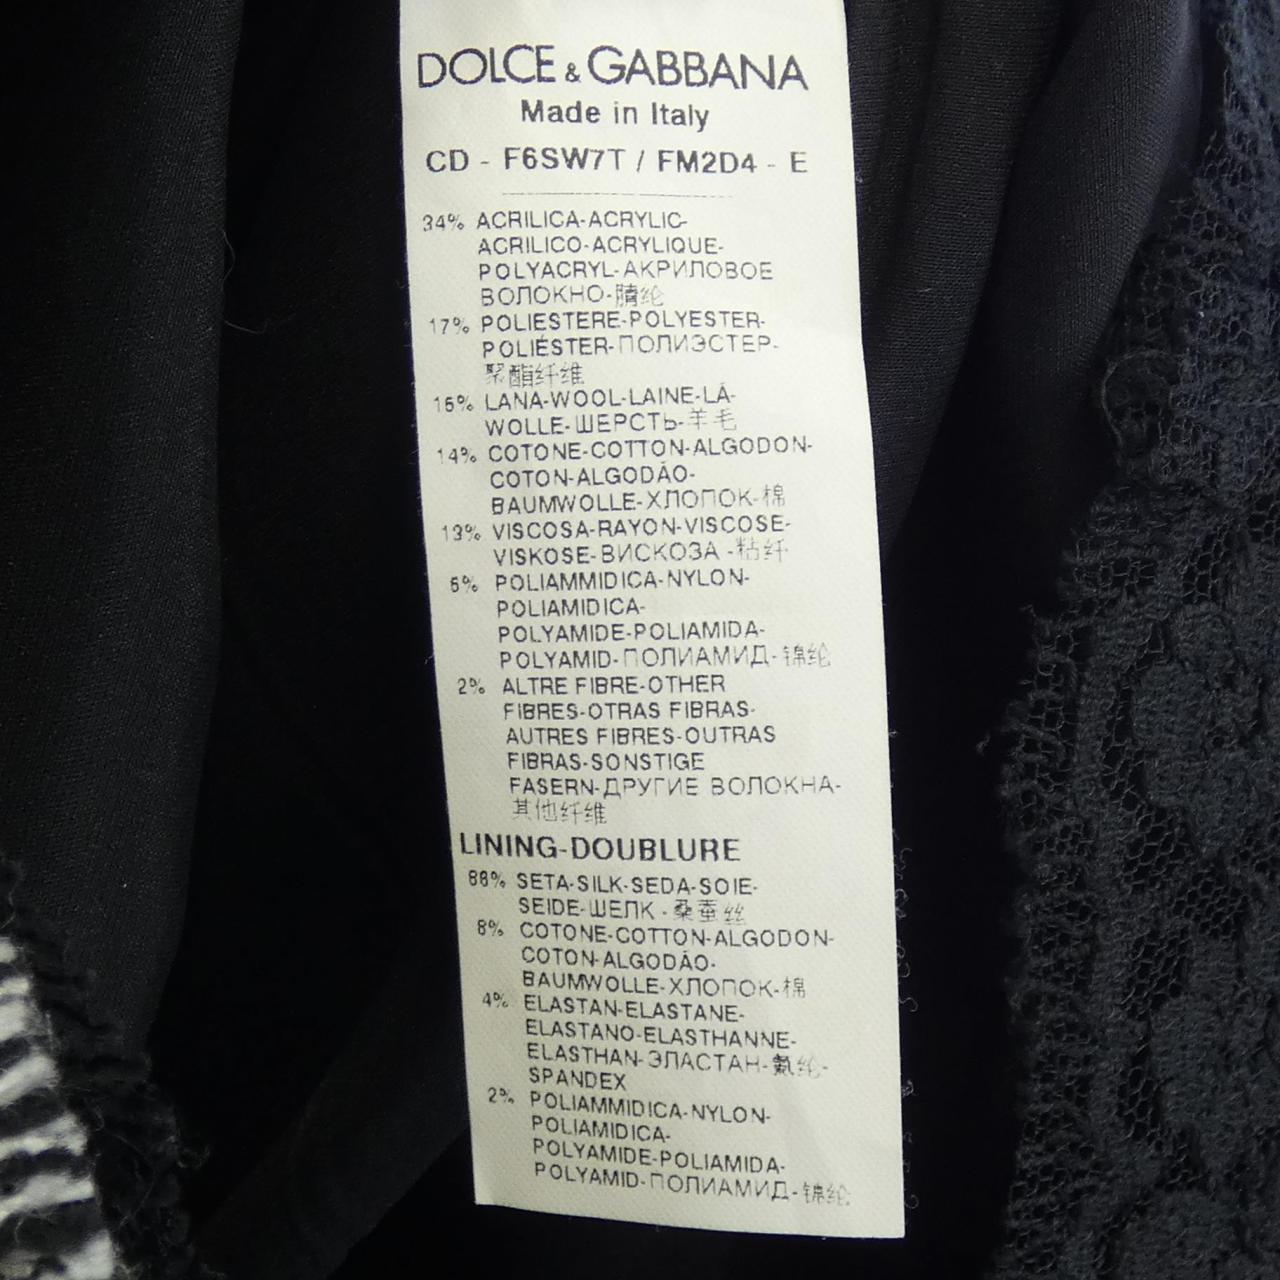 DOLCE & GABBANA
Made in Italy
CD - F6SW7T / FM2D4 - E
34% ACRILICA-ACRYLIC-
ACRILICO-ACRYLIQUE-
POLYACRYL-АКРИЛОВОЕ
ВОЛОКНО-腈纶
17% POLIESTERE-POLYESTER-
POLIÉSTER-ПОЛИЭСТЕР-
聚酯纤维
15% LANA-WOOL-LAINE-LÃ-
WOLLE-ШЕРСТЬ-羊毛
14% COTONE-COTTON-ALGODON-
COTON-ALGODÃO-
BAUMWOLLE-ХЛОПОК-棉
13% VISCOSA-RAYON-VISCOSE-
VISKOSE-ВИСКОЗА -粘纤
5% POLIAMMIDICA-NYLON-
POLIAMIDICA-
POLYAMIDE-POLIAMIDA-
POLYAMID-ПОЛИАМИД-锦纶
2% ALTRE FIBRE-OTHER
FIBRES-OTRAS FIBRAS-
AUTRES FIBRES-OUTRAS
FIBRAS-SONSTIGE
FASERN-ДРУГИЕ ВОЛОКНА-
其他纤维
LINING-DOUBLURE
86% SETA-SILK-SEDA-SOIE-
SEIDE-ШЕЛК -桑蚕丝
8% COTONE-COTTON-ALGODON-
COTON-ALGODÃO-
BAUMWOLLE-ХЛОПОК-棉
4% ELASTAN-ELASTANE-
ELASTANO-ELASTHANNE-
ELASTHAN-ЭЛАСТАН-氨纶-
SPANDEX
2% POLIAMMIDICA-NYLON-
POLIAMIDICA-
POLYAMIDE-POLIAMIDA-
POLYAMID-ПОЛИАМИД-锦纶